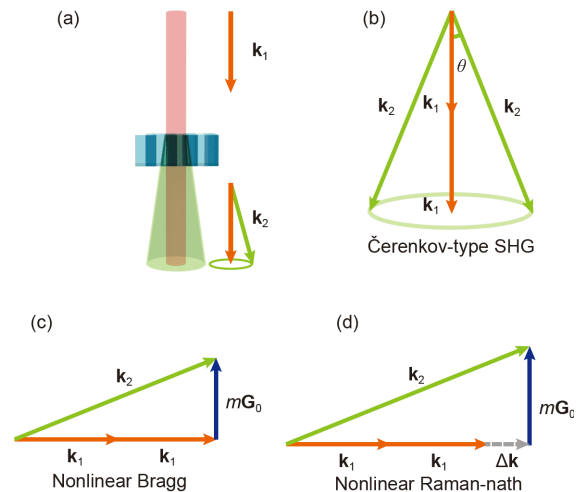 (a)
k₁
k₂
(b)
θ
k₂
k₁
k₂
k₁
Čerenkov-type SHG
(c)
k₂
mG₀
k₁
k₁
Nonlinear Bragg
(d)
k₂
mG₀
k₁
k₁
Δk
Nonlinear Raman-nath